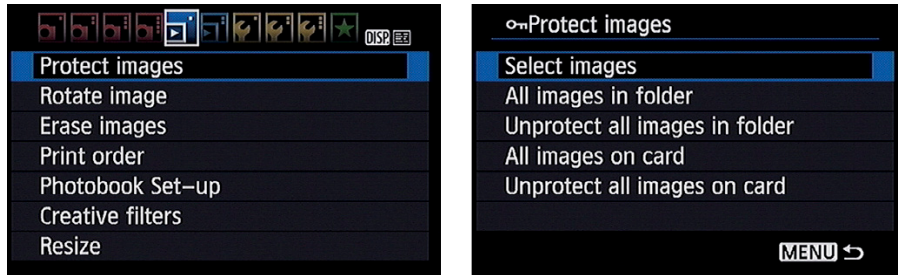 DISP.
Protect images
Rotate image
Erase images
Print order
Photobook Set-up
Creative filters
Resize
Protect images
Select images
All images in folder
Unprotect all images in folder
All images on card
Unprotect all images on card
MENU